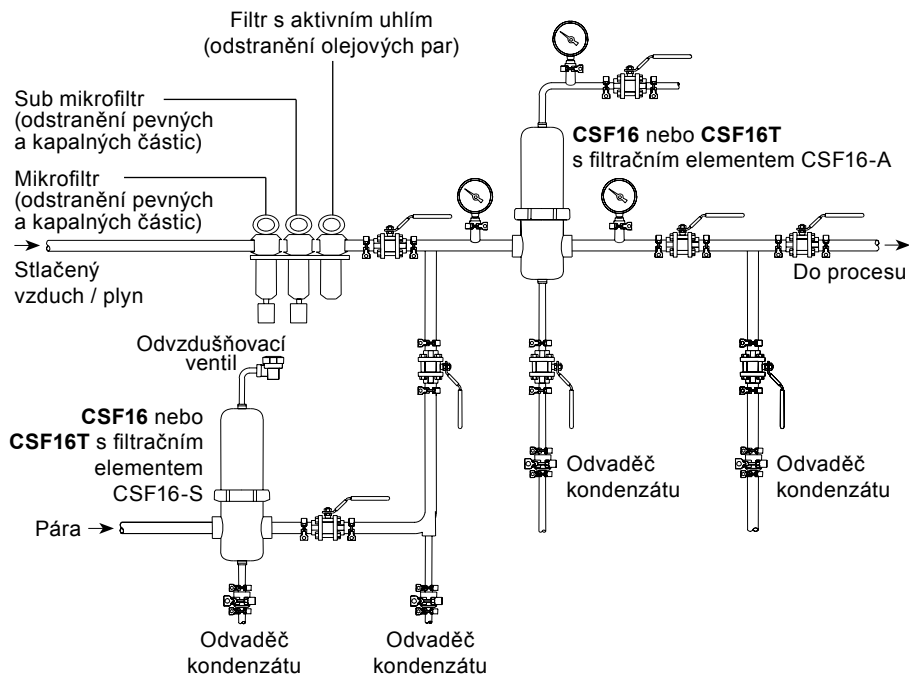 Filtr s aktivním uhlím
(odstranění olejových par)
Sub mikrofiltr
(odstranění pevných
a kapalných částic)
Mikrofiltr
(odstranění pevných
a kapalných částic)
Stlačený
vzduch / plyn
CSF16 nebo CSF16T
s filtračním elementem CSF16-A
Do procesu
Odvzdušňovací
ventil
CSF16 nebo
CSF16T s filtračním
elementem
CSF16-S
Pára
Odvaděč
kondenzátu
Odvaděč
kondenzátu
Odvaděč
kondenzátu
Odvaděč
kondenzátu